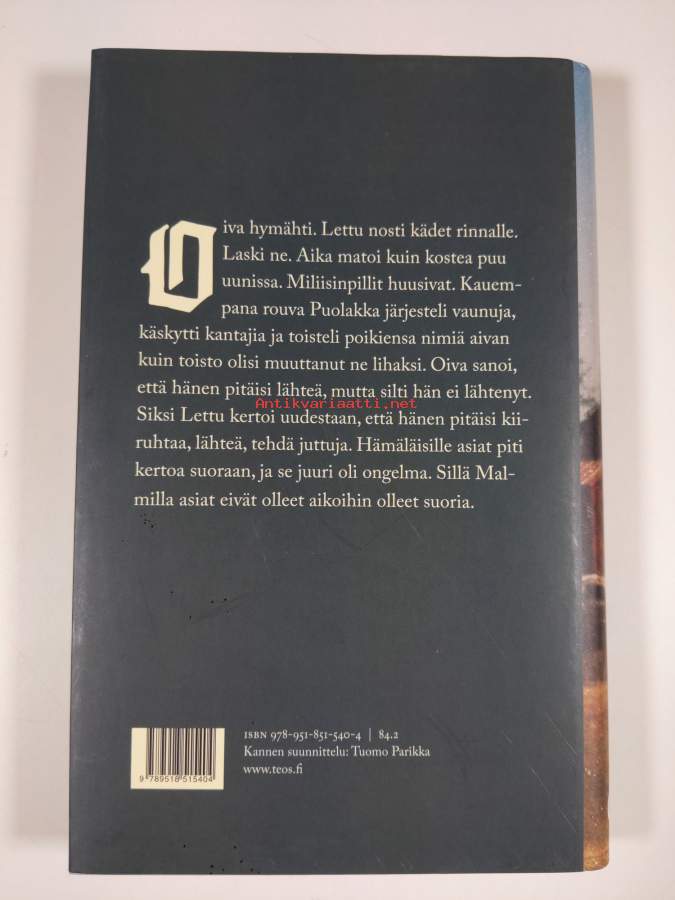 Oiva hymähti. Lettu nosti kädet rinnalle.
Laski ne. Aika matoi kuin kostea puu
uunissa. Miliisinpillit huusivat. Kauem-
pana rouva Puolakka järjesteli vaunuja,
käskytti kantajia ja toisteli poikiensa nimiä aivan
kuin toisto olisi muuttanut ne lihaksi. Oiva sanoi,
että hänen pitäisi lähteä, mutta silti hän ei lähtenyt.
Antikvariaatti.net
Siksi Lettu kertoi uudestaan, että hänen pitäisi kii-
ruhtaa, lähteä, tehdä juttuja. Hämäläisille asiat piti
kertoa suoraan, ja se juuri oli ongelma. Sillä Mal-
milla asiat eivät olleet aikoihin olleet suoria.
ISBN 978-951-851-540-4 | 84.2
Kannen suunnittelu: Tuomo Parikka
www.teos.fi
9 789518 515404